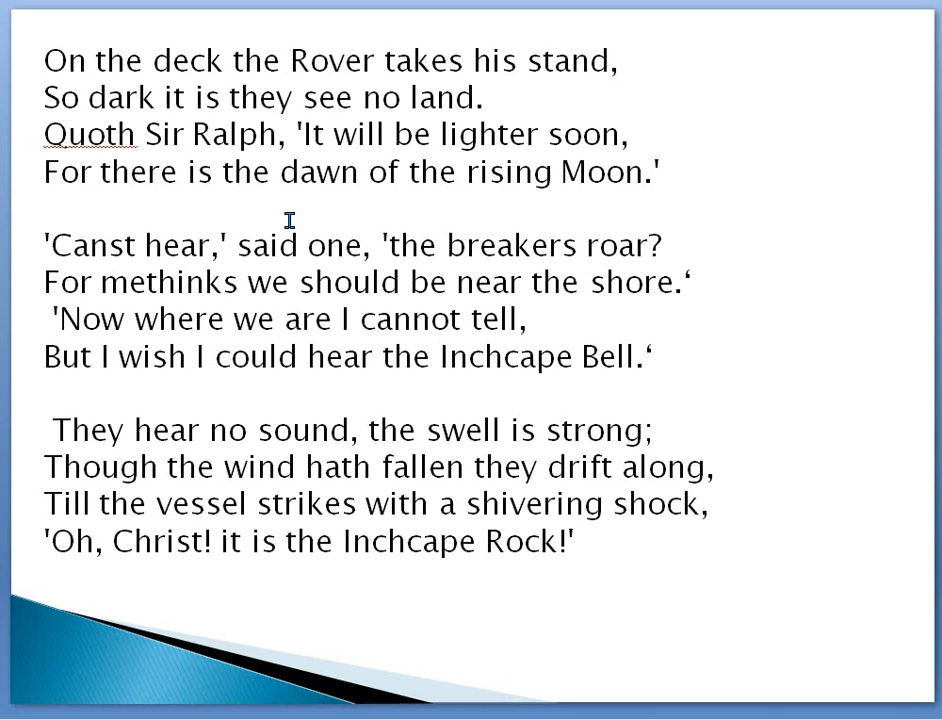 On the deck the Rover takes his stand,
So dark it is they see no land.
Quoth Sir Ralph, 'It will be lighter soon,
For there is the dawn of the rising Moon.'
'Canst hear,' said one, 'the breakers roar?
For methinks we should be near the shore.‘
'Now where we are I cannot tell,
But I wish I could hear the Inchcape Bell.‘
They hear no sound, the swell is strong;
Though the wind hath fallen they drift along,
Till the vessel strikes with a shivering shock,
'Oh, Christ! it is the Inchcape Rock!'